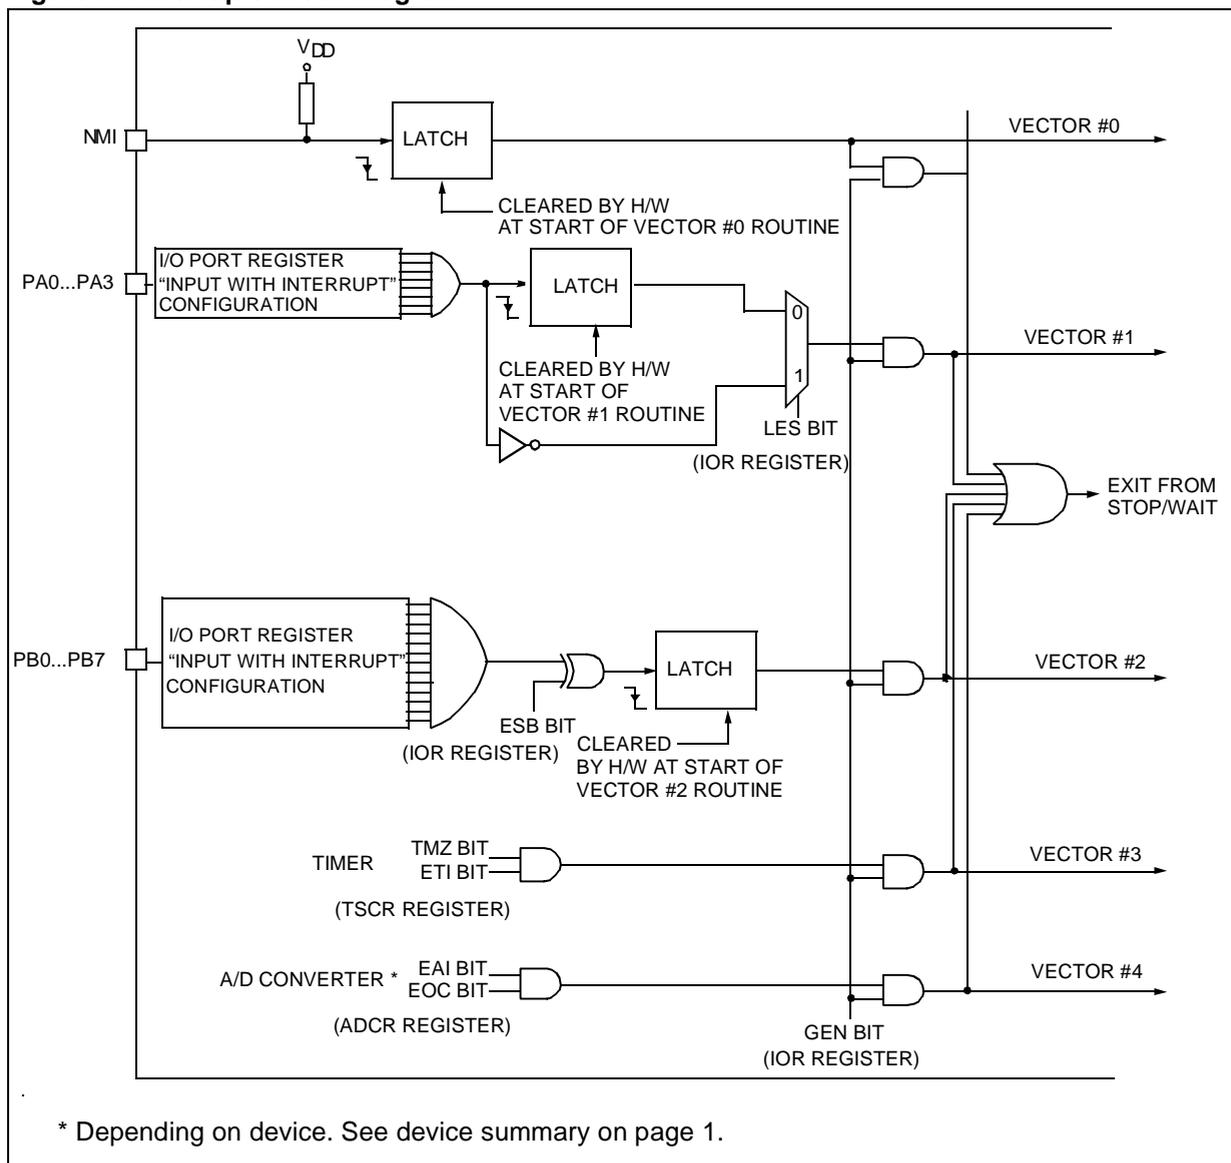 VDD
NMI
LATCH
VECTOR #0
CLEARED BY H/W
AT START OF VECTOR #0 ROUTINE
PA0...PA3
I/O PORT REGISTER
“INPUT WITH INTERRUPT”
CONFIGURATION
LATCH
0
1
VECTOR #1
CLEARED BY H/W
AT START OF
VECTOR #1 ROUTINE
LES BIT
(IOR REGISTER)
EXIT FROM
STOP/WAIT
PB0...PB7
I/O PORT REGISTER
“INPUT WITH INTERRUPT”
CONFIGURATION
LATCH
VECTOR #2
ESB BIT
(IOR REGISTER)
CLEARED
BY H/W AT START OF
VECTOR #2 ROUTINE
TIMER
TMZ BIT
ETI BIT
(TSCR REGISTER)
VECTOR #3
A/D CONVERTER *
EAI BIT
EOC BIT
(ADCR REGISTER)
VECTOR #4
GEN BIT
(IOR REGISTER)
* Depending on device. See device summary on page 1.